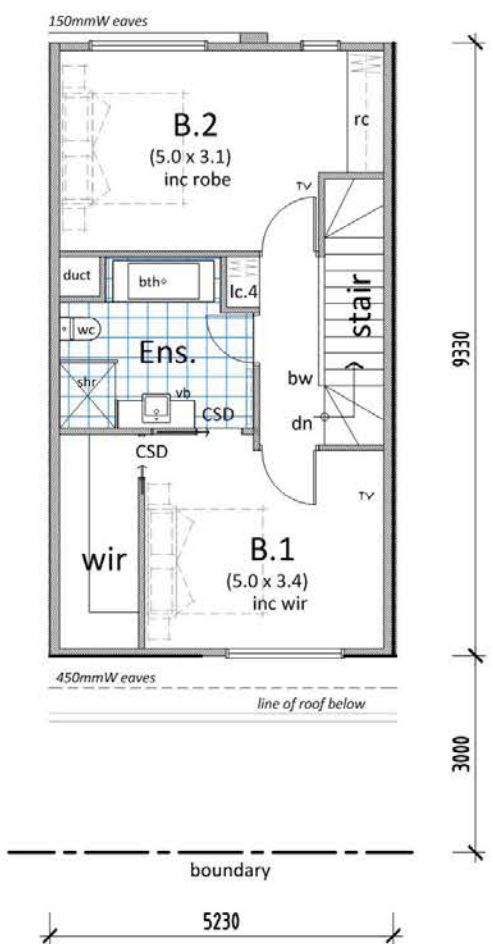 150mmW eaves
B.2
(5.0 x 3.1)
inc robe
rc
TV
duct
bth
lc.4
stair
wc
Ens.
shr
vb
CSD
bw
dn
CSD
TV
wir
B.1
(5.0 x 3.4)
inc wir
9330
450mmW eaves
line of roof below
3000
boundary
5230